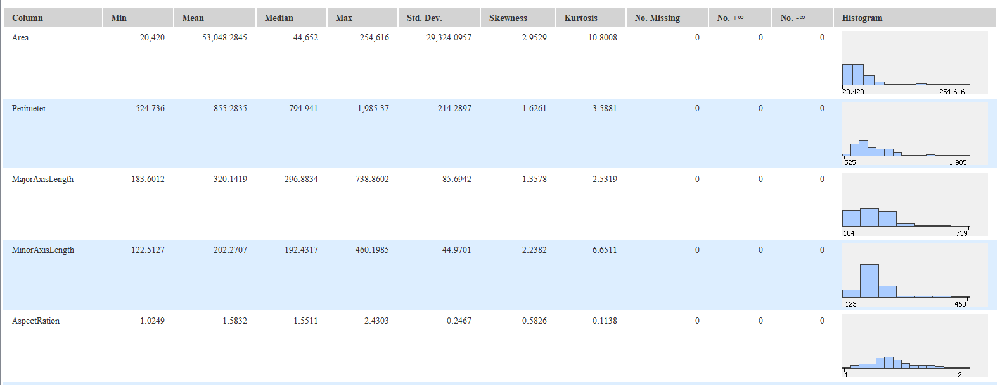 Column Min Mean Median Max Std. Dev. Skewness Kurtosis No. Missing No. +∞ No. -∞ Histogram
Area 20,420 53,048.2845 44,652 254,616 29,324.0957 2.9529 10.8008 0 0 0
20.420 254.616
Perimeter 524.736 855.2835 794.941 1,985.37 214.2897 1.6261 3.5881 0 0 0
525 1.985
MajorAxisLength 183.6012 320.1419 296.8834 738.8602 85.6942 1.3578 2.5319 0 0 0
184 739
MinorAxisLength 122.5127 202.2707 192.4317 460.1985 44.9701 2.2382 6.6511 0 0 0
123 460
AspectRation 1.0249 1.5832 1.5511 2.4303 0.2467 0.5826 0.1138 0 0 0
1 2